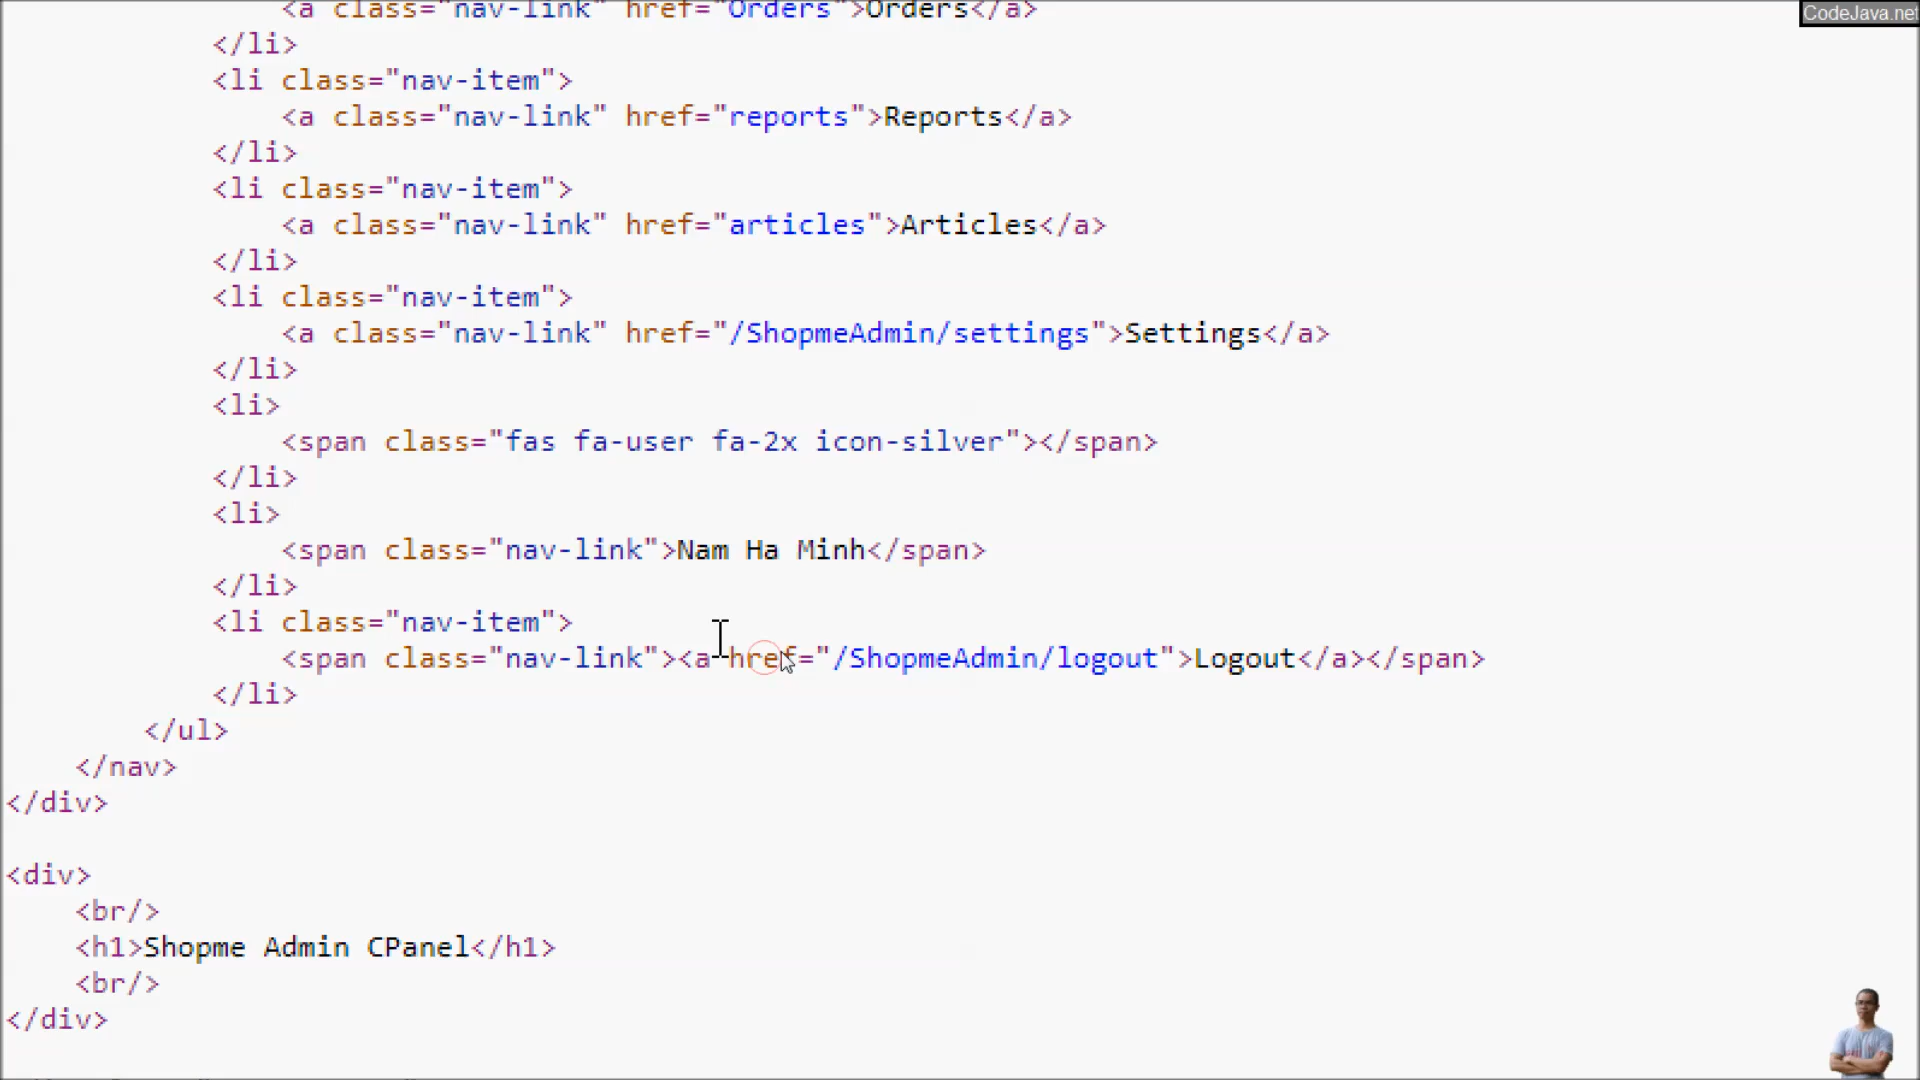 <a class="nav-link" href="Orders">Orders</a>
CodeJava.net
</li>
<li class="nav-item">
<a class="nav-link" href="reports">Reports</a>
</li>
<li class="nav-item">
<a class="nav-link" href="articles">Articles</a>
</li>
<li class="nav-item">
<a class="nav-link" href="/ShopmeAdmin/settings">Settings</a>
</li>
<li>
<span class="fas fa-user fa-2x icon-silver"></span>
</li>
<li>
<span class="nav-link">Nam Ha Minh</span>
</li>
<li class="nav-item">
<span class="nav-link"><a href="/ShopmeAdmin/logout">Logout</a></span>
</li>
</ul>
</nav>
</div>
<div>
<br/>
<h1>Shopme Admin CPanel</h1>
<br/>
</div>